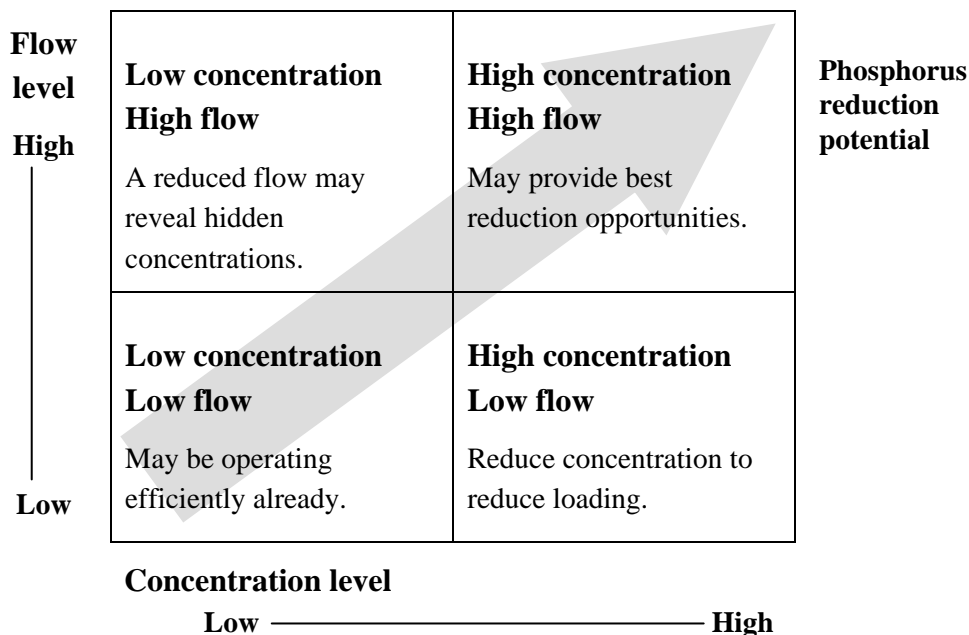 Flow
level
High
Low
Low concentration
High flow
A reduced flow may
reveal hidden
concentrations.
High concentration
High flow
May provide best
reduction opportunities.
Phosphorus
reduction
potential
Low concentration
Low flow
May be operating
efficiently already.
High concentration
Low flow
Reduce concentration to
reduce loading.
Concentration level
Low
High